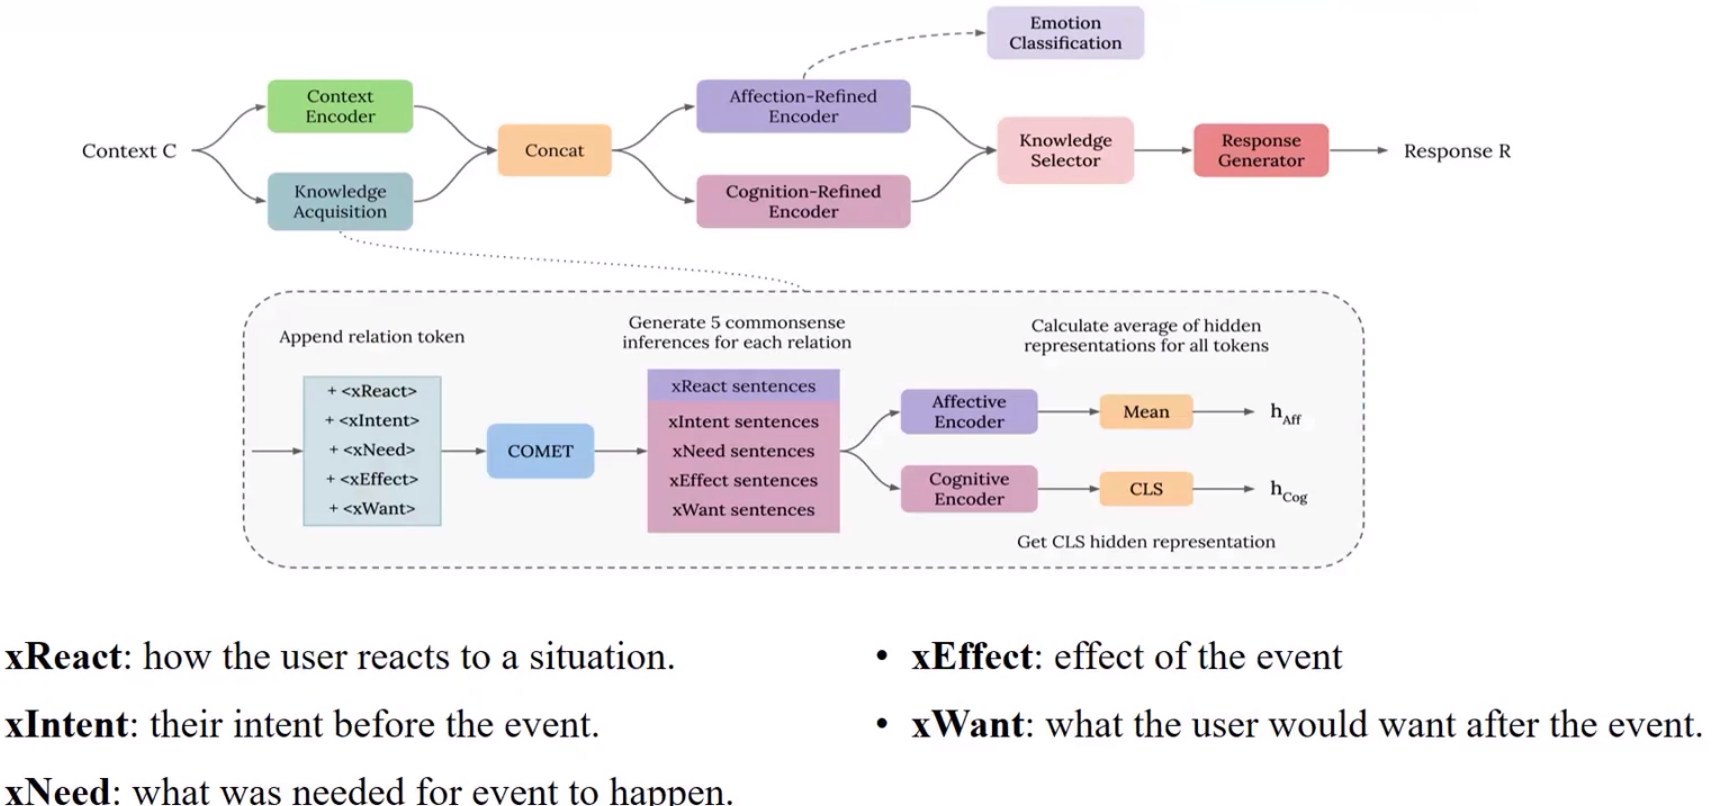 Emotion
Classification
Context
Encoder
Affection-Refined
Encoder
Context C
Concat
Knowledge
Selector
Response
Generator
Response R
Knowledge
Acquisition
Cognition-Refined
Encoder
Append relation token
Generate 5 commonsense
inferences for each relation
Calculate average of hidden
representations for all tokens
+ <xReact>
+ <xIntent>
+ <xNeed>
+ <xEffect>
+ <xWant>
COMET
xReact sentences
xIntent sentences
xNeed sentences
xEffect sentences
xWant sentences
Affective
Encoder
Mean
hAff
Cognitive
Encoder
CLS
hCog
Get CLS hidden representation
xReact: how the user reacts to a situation.
xIntent: their intent before the event.
xNeed: what was needed for event to happen.
• xEffect: effect of the event
• xWant: what the user would want after the event.